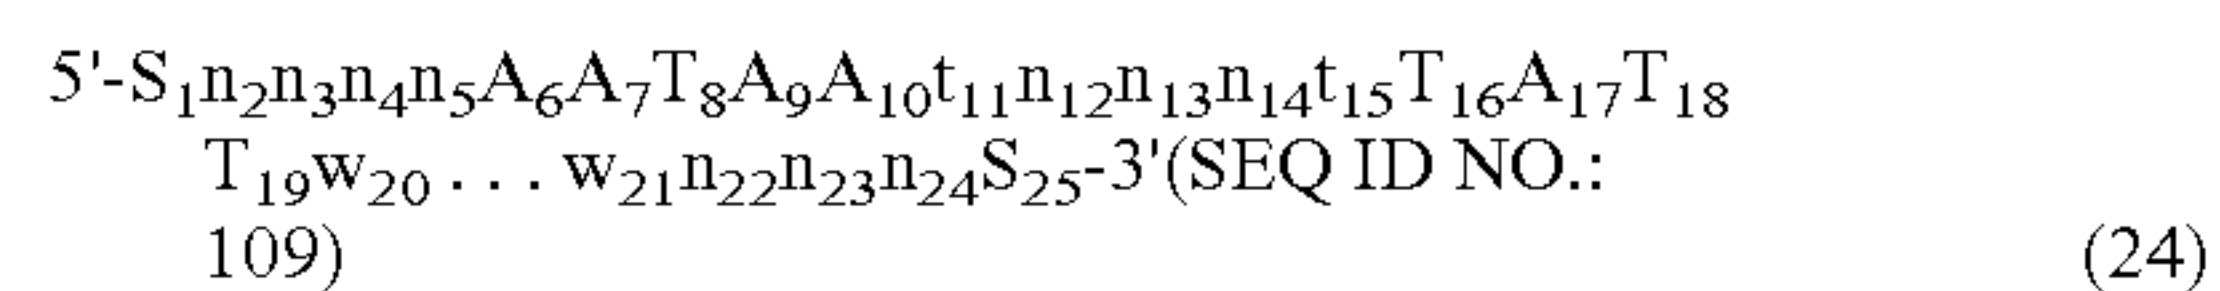 5'-S₁n₂n₃n₄n₅A₆A₇T₈A₉A₁₀t₁₁n₁₂n₁₃n₁₄t₁₅T₁₆A₁₇T₁₈
T₁₉w₂₀ . . . w₂₁n₂₂n₂₃n₂₄S₂₅-3'(SEQ ID NO.:
109) (24)